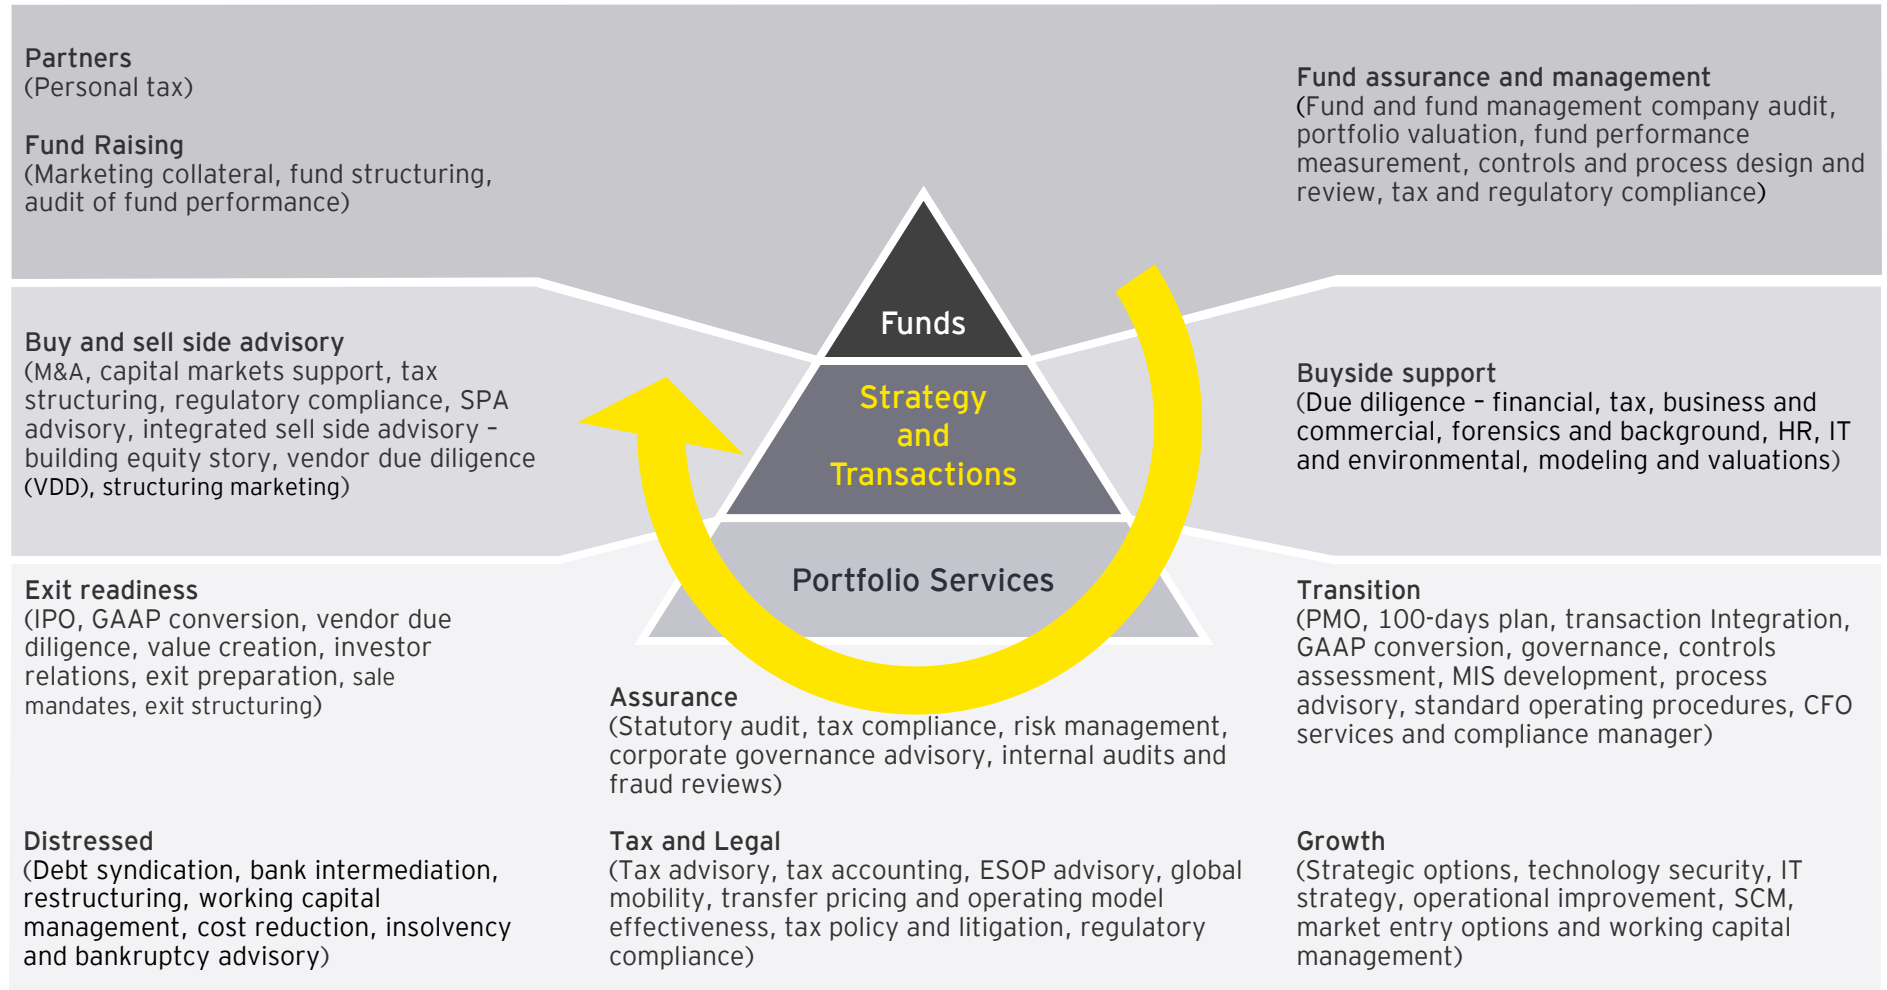 Partners
(Personal tax)
Fund Raising
(Marketing collateral, fund structuring,
audit of fund performance)
Fund assurance and management
(Fund and fund management company audit,
portfolio valuation, fund performance
measurement, controls and process design and
review, tax and regulatory compliance)
Funds
Buy and sell side advisory
(M&A, capital markets support, tax
structuring, regulatory compliance, SPA
advisory, integrated sell side advisory –
building equity story, vendor due diligence
(VDD), structuring marketing)
Strategy
and
Transactions
Buyside support
(Due diligence – financial, tax, business and
commercial, forensics and background, HR, IT
and environmental, modeling and valuations)
Portfolio Services
Exit readiness
(IPO, GAAP conversion, vendor due
diligence, value creation, investor
relations, exit preparation, sale
mandates, exit structuring)
Assurance
(Statutory audit, tax compliance, risk management,
corporate governance advisory, internal audits and
fraud reviews)
Transition
(PMO, 100-days plan, transaction Integration,
GAAP conversion, governance, controls
assessment, MIS development, process
advisory, standard operating procedures, CFO
services and compliance manager)
Distressed
(Debt syndication, bank intermediation,
restructuring, working capital
management, cost reduction, insolvency
and bankruptcy advisory)
Tax and Legal
(Tax advisory, tax accounting, ESOP advisory, global
mobility, transfer pricing and operating model
effectiveness, tax policy and litigation, regulatory
compliance)
Growth
(Strategic options, technology security, IT
strategy, operational improvement, SCM,
market entry options and working capital
management)